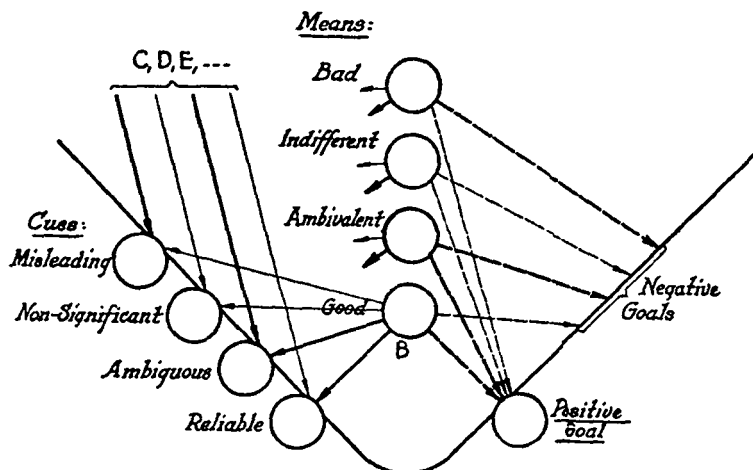 Means:
C, D, E, ---
Bad
Indifferent
Ambivalent
Cues:
Misleading
Non-Significant
Good
B
Negative
Goals
Ambiguous
Reliable
Positive
Goal